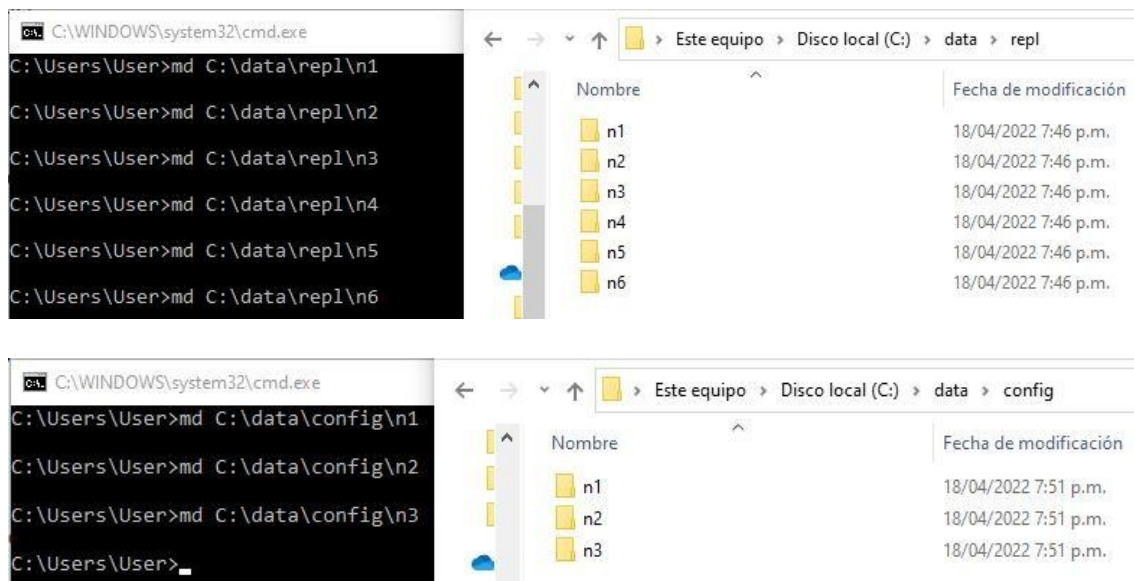 C:\WINDOWS\system32\cmd.exe
C:\Users\User>md C:\data\repl\n1
C:\Users\User>md C:\data\repl\n2
C:\Users\User>md C:\data\repl\n3
C:\Users\User>md C:\data\repl\n4
C:\Users\User>md C:\data\repl\n5
C:\Users\User>md C:\data\repl\n6
Este equipo > Disco local (C:) > data > repl
Nombre Fecha de modificación
n1 18/04/2022 7:46 p.m.
n2 18/04/2022 7:46 p.m.
n3 18/04/2022 7:46 p.m.
n4 18/04/2022 7:46 p.m.
n5 18/04/2022 7:46 p.m.
n6 18/04/2022 7:46 p.m.
C:\WINDOWS\system32\cmd.exe
C:\Users\User>md C:\data\config\n1
C:\Users\User>md C:\data\config\n2
C:\Users\User>md C:\data\config\n3
C:\Users\User>
Este equipo > Disco local (C:) > data > config
Nombre Fecha de modificación
n1 18/04/2022 7:51 p.m.
n2 18/04/2022 7:51 p.m.
n3 18/04/2022 7:51 p.m.